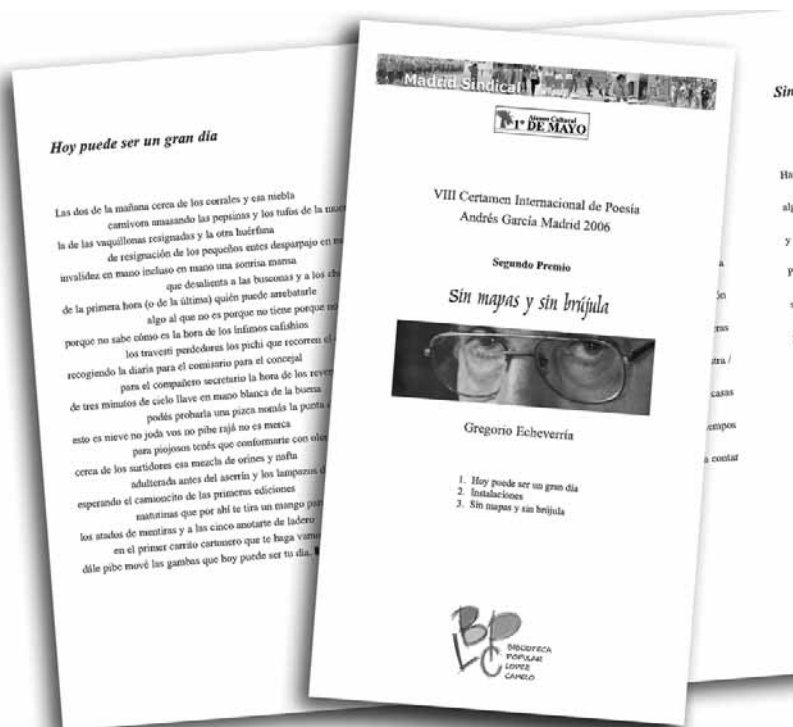 Hoy puede ser un gran día
Las dos de la mañana cerca de los corrales y esa niebla
carnívora amasando las pepsinas y los tufos de la
la de las vaquillonas resignadas y la otra huérfana
de resignación de los pequeños entes desparpajo en
invalidez en mano incluso en mano una sonrisa mansa
que desalienta a las busconas y a los
de la primera hora (o de la última) quién puede arrebatarle
algo al que no es porque no tiene porque no
porque no sabe cómo es la hora de los ínfimos cafishios
los travesti perdedores los pichi que recorren el
recogiendo la diaria para el comisario para el concejal
para el compañero secretario la hora de los
de tres minutos de cielo llave en mano blanca de la buena
podés probarla una pizca nomás la punta
esto es nieve no joda vos no pibe rajá no es merca
para piojosos tenés que conformarte con
cerca de los surtidores esa mezcla de orines y nafta
adulterada antes del aserrín y los lampazos
esperando el camioncito de las primeras ediciones
matutinas que por ahí te tira un mango
los atados de mentiras y a las cinco anotarte de ladero
en el primer carrito cartonero que te haga
dále pibe mové las gambas que hoy puede ser tu día.
Madrid Sindical
Ateneo Cultural
1º DE MAYO
VIII Certamen Internacional de Poesía
Andrés García Madrid 2006
Segundo Premio
Sin mapas y sin brújula
Gregorio Echeverría
1. Hoy puede ser un gran día
2. Instalaciones
3. Sin mapas y sin brújula
BPLC
BIBLIOTECA
POPULAR
LOPEZ
CAMELO
casas
contar